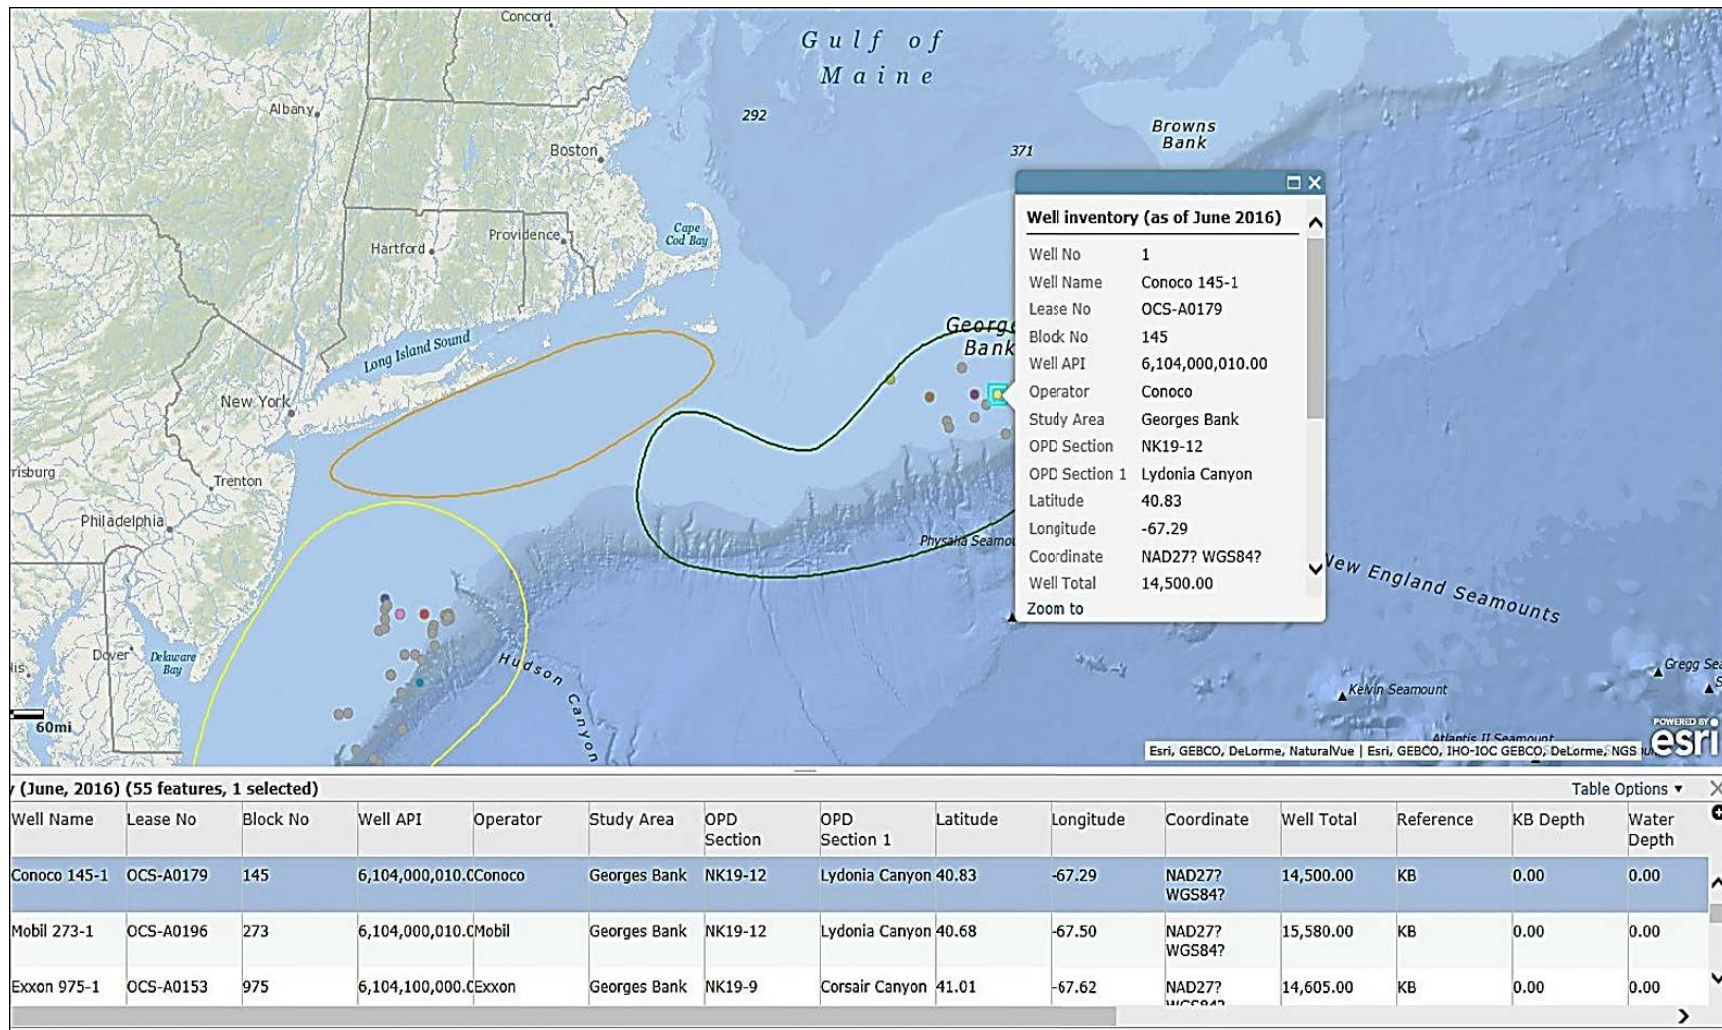 Concord
Gulf of
Maine
Albany
292
Browns
Bank
Boston
371
Cape
Cod Bay
Providence
Hartford
Long Island Sound
Bank
New York
Trenton
Philadelphia
Physalia
New England Seamounts
Dover
Delaware
Bay
Hudson Canyon
Kelvin Seamount
Gregg
60mi
Atlantis II Seamount
POWERED BY
esri
Esri, GEBCO, DeLorme, NaturalVue | Esri, GEBCO, IHO-IOC GEBCO, DeLorme, NGS
Well inventory (as of June 2016)
Well No 1
Well Name Conoco 145-1
Lease No OCS-A0179
Block No 145
Well API 6,104,000,010.00
Operator Conoco
Study Area Georges Bank
OPD Section NK19-12
OPD Section 1 Lydonia Canyon
Latitude 40.83
Longitude -67.29
Coordinate NAD27? WGS84?
Well Total 14,500.00
Zoom to
(June, 2016) (55 features, 1 selected)
Table Options
Well Name Lease No Block No Well API Operator Study Area OPD Section OPD Section 1 Latitude Longitude Coordinate Well Total Reference KB Depth Water Depth
Conoco 145-1 OCS-A0179 145 6,104,000,010.0 Conoco Georges Bank NK19-12 Lydonia Canyon 40.83 -67.29 NAD27? WGS84? 14,500.00 KB 0.00 0.00
Mobil 273-1 OCS-A0196 273 6,104,000,010.0 Mobil Georges Bank NK19-12 Lydonia Canyon 40.68 -67.50 NAD27? WGS84? 15,580.00 KB 0.00 0.00
Exxon 975-1 OCS-A0153 975 6,104,100,000.0 Exxon Georges Bank NK19-9 Corsair Canyon 41.01 -67.62 NAD27? 14,605.00 KB 0.00 0.00